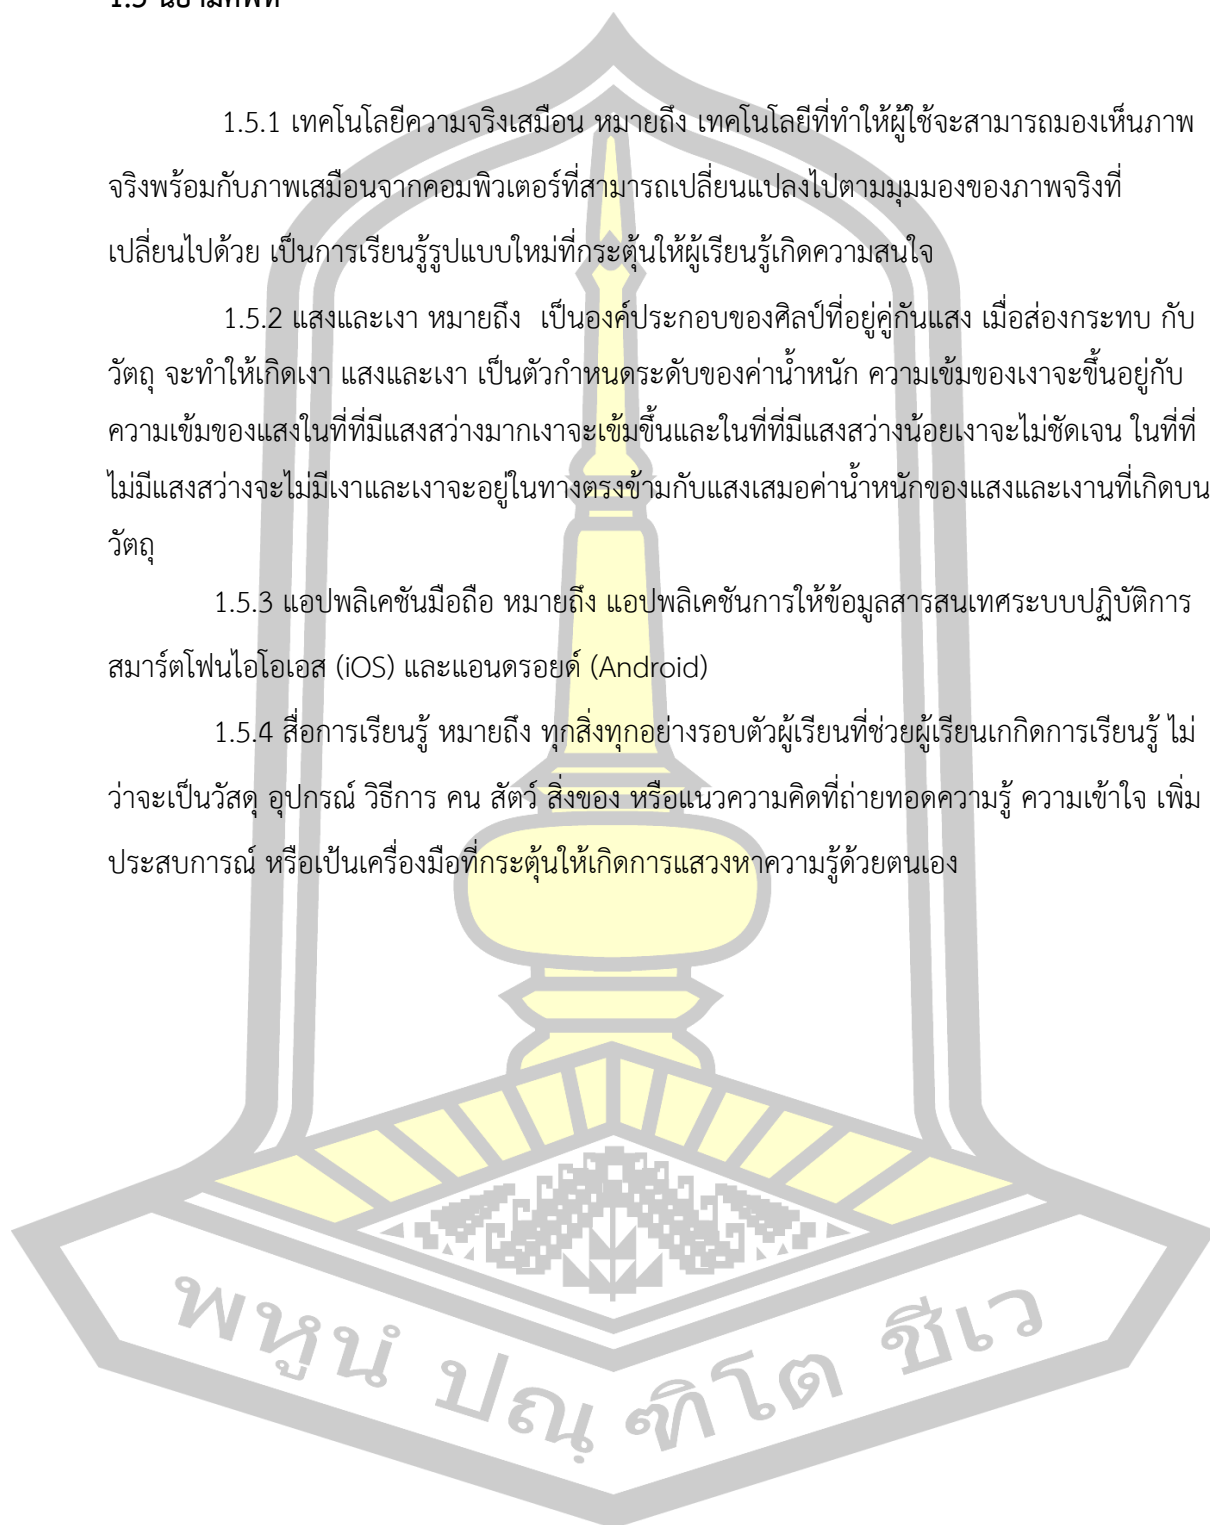 1.5 นิยามศัพท์
1.5.1 เทคโนโลยีความจริงเสมือน หมายถึง เทคโนโลยีที่ทำให้ผู้ใช้จะสามารถมองเห็นภาพ
จริงพร้อมกับภาพเสมือนจากคอมพิวเตอร์ที่สามารถเปลี่ยนแปลงไปตามมุมมองของภาพจริงที่
เปลี่ยนไปด้วย เป็นการเรียนรู้รูปแบบใหม่ที่กระตุ้นให้ผู้เรียนรู้เกิดความสนใจ
1.5.2 แสงและเงา หมายถึง  เป็นองค์ประกอบของศิลป์ที่อยู่คู่กันแสง เมื่อส่องกระทบ กับ
วัตถุ จะทำให้เกิดเงา แสงและเงา เป็นตัวกำหนดระดับของค่าน้ำหนัก ความเข้มของเงาจะขึ้นอยู่กับ
ความเข้มของแสงในที่ที่มีแสงสว่างมากเงาจะเข้มขึ้นและในที่ที่มีแสงสว่างน้อยเงาจะไม่ชัดเจน ในที่ที่
ไม่มีแสงสว่างจะไม่มีเงาและเงาจะอยู่ในทางตรงข้ามกับแสงเสมอค่าน้ำหนักของแสงและเงานที่เกิดบน
วัตถุ
1.5.3 แอปพลิเคชันมือถือ หมายถึง แอปพลิเคชันการให้ข้อมูลสารสนเทศระบบปฏิบัติการ
สมาร์ตโฟนไอโอเอส (iOS) และแอนดรอยด์ (Android)
1.5.4 สื่อการเรียนรู้ หมายถึง ทุกสิ่งทุกอย่างรอบตัวผู้เรียนที่ช่วยผู้เรียนเกกิดการเรียนรู้ ไม่
ว่าจะเป็นวัสดุ อุปกรณ์ วิธีการ คน สัตว์ สิ่งของ หรือแนวความคิดที่ถ่ายทอดความรู้ ความเข้าใจ เพิ่ม
ประสบการณ์ หรือเป้นเครื่องมือที่กระตุ้นให้เกิดการแสวงหาความรู้ด้วยตนเอง
พหูนํ ปณฺฑิโต ชีเว